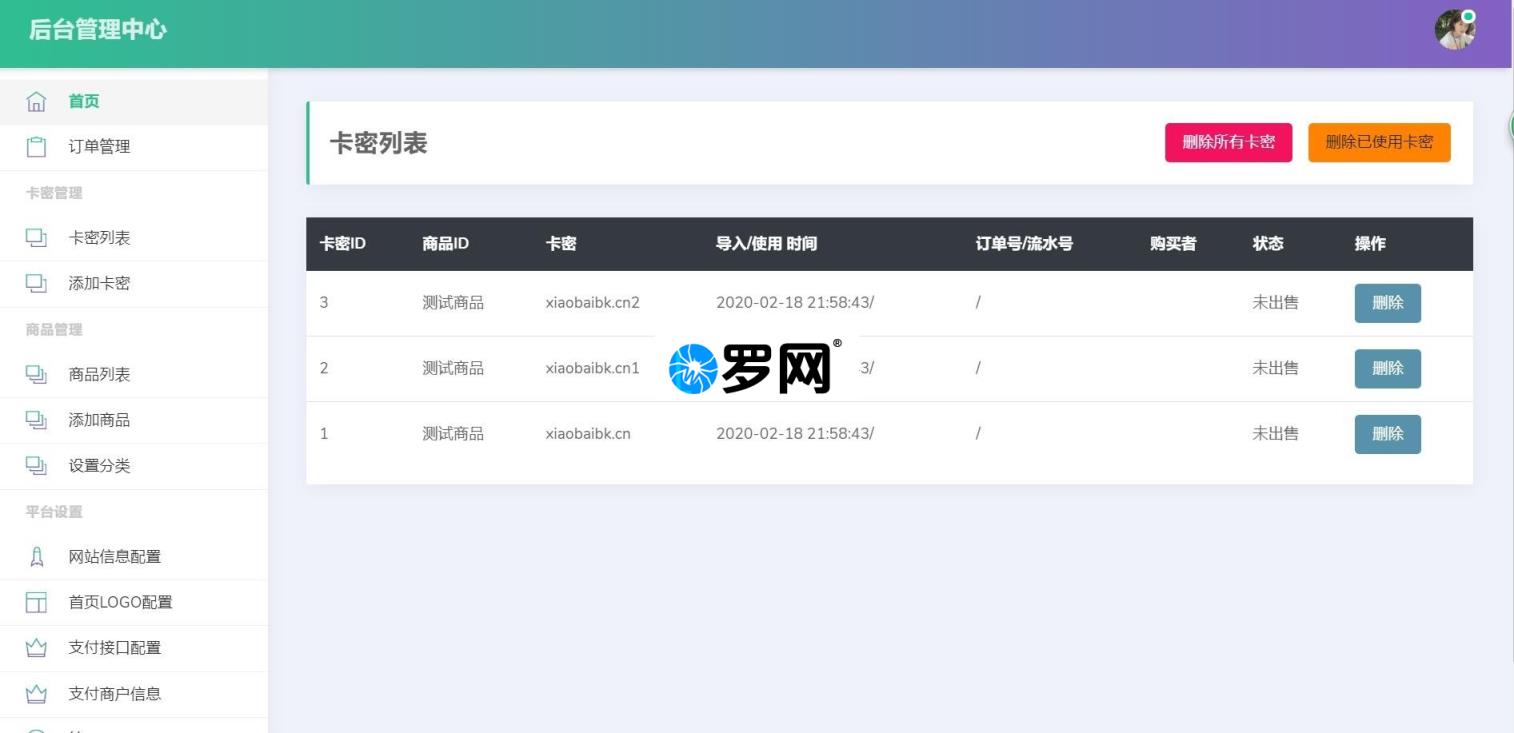 后台管理中心
首页
订单管理
卡密管理
卡密列表
添加卡密
商品管理
商品列表
添加商品
设置分类
平台设置
网站信息配置
首页LOGO配置
支付接口配置
支付商户信息
卡密列表 删除所有卡密 删除已使用卡密
卡密ID 商品ID 卡密 导入/使用 时间 订单号/流水号 购买者 状态 操作
3 测试商品 xiaobaibk.cn2 2020-02-18 21:58:43/ / 未出售 删除
2 测试商品 xiaobaibk.cn1 3/ / 未出售 删除
罗网®
1 测试商品 xiaobaibk.cn 2020-02-18 21:58:43/ / 未出售 删除